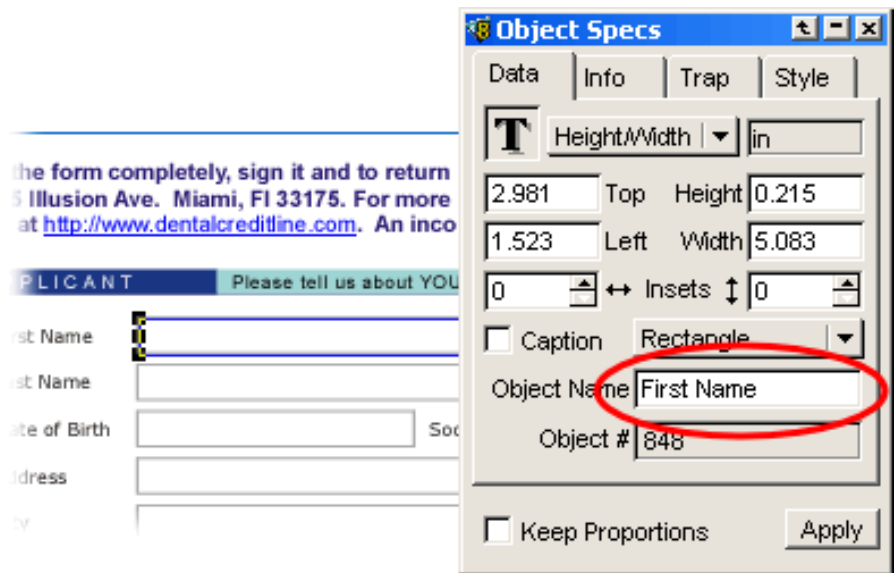 the form completely, sign it and to return
5 Illusion Ave. Miami, Fl 33175. For more
at http://www.dentalcreditline.com. An inco
PLICANT Please tell us about YOU
rst Name
st Name
ate of Birth Soc
ddress
ty
Object Specs
Data Info Trap Style
T Height/Width in
2.981 Top Height 0.215
1.523 Left Width 5.083
0 Insets 0
Caption Rectangle
Object Name First Name
Object # 848
Keep Proportions Apply